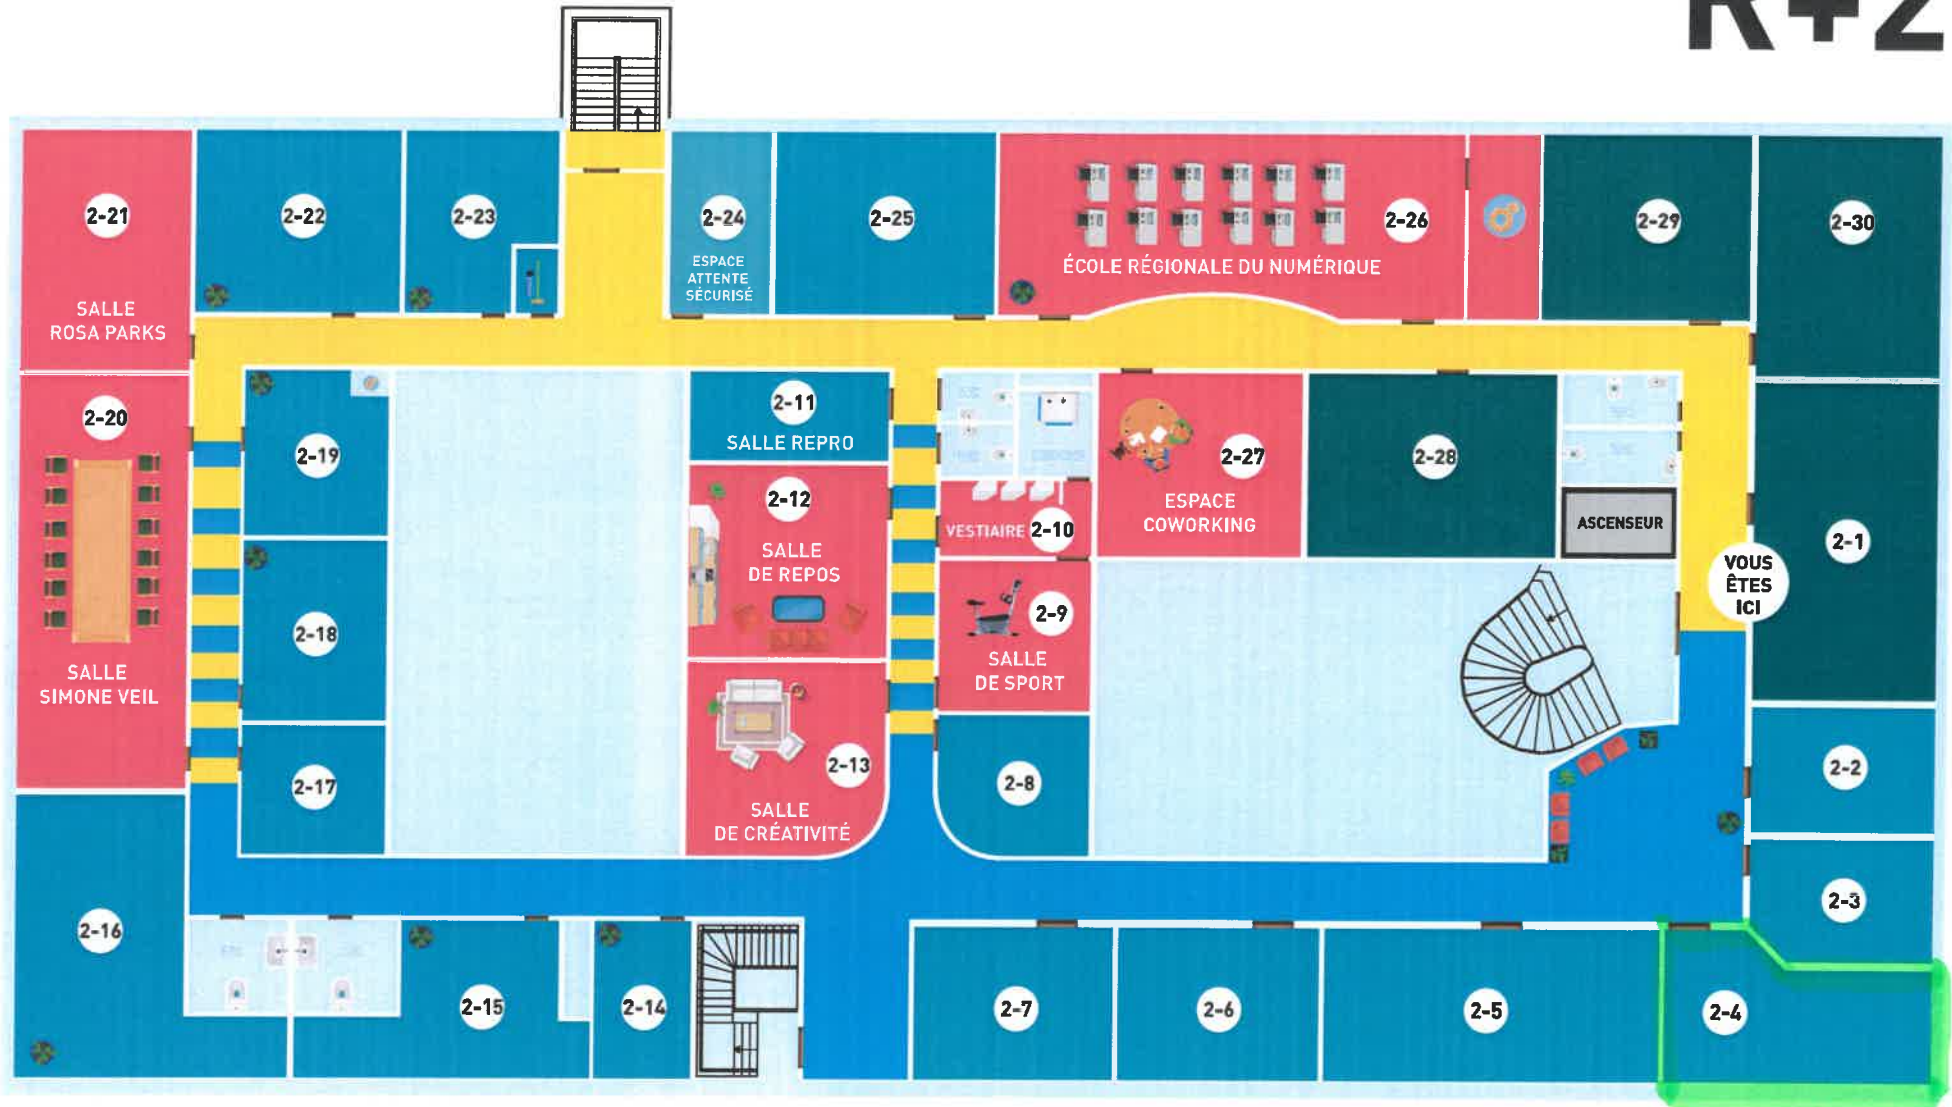 R+2
2-21
SALLE
ROSA PARKS
2-22
2-23
2-24
ESPACE
ATTENTE
SÉCURISÉ
2-25
2-26
ÉCOLE RÉGIONALE DU NUMÉRIQUE
2-29
2-30
2-20
SALLE
SIMONE VEIL
2-19
2-18
2-17
2-11
SALLE REPRO
2-12
SALLE
DE REPOS
2-13
SALLE
DE CRÉATIVITÉ
VESTIAIRE 2-10
2-9
SALLE
DE SPORT
2-8
2-27
ESPACE
COWORKING
2-28
ASCENSEUR
VOUS
ÊTES
ICI
2-1
2-2
2-3
2-16
2-15
2-14
2-7
2-6
2-5
2-4